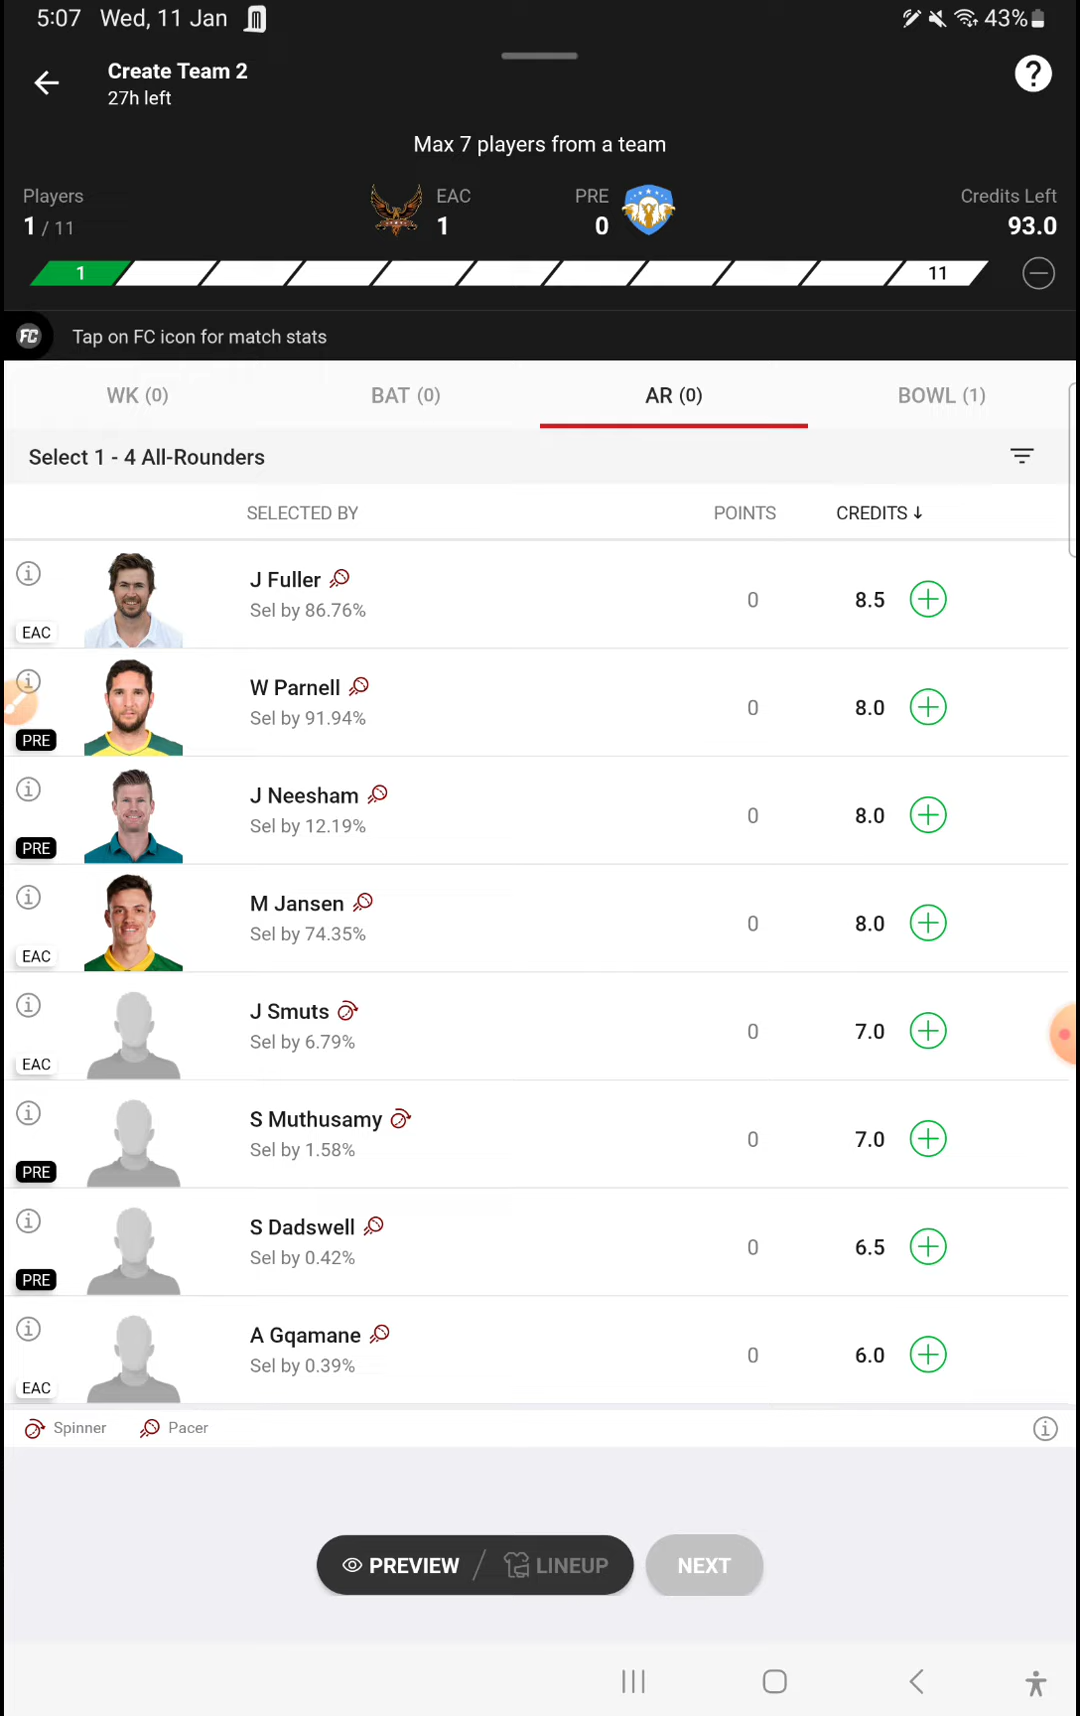 5:07 Wed, 11 Jan 43%
Create Team 2
27h left
?
Max 7 players from a team
Players EAC PRE Credits Left
1 / 11 1 0 93.0
1 11
FC Tap on FC icon for match stats
WK (0) BAT (0) AR (0) BOWL (1)
Select 1 - 4 All-Rounders
SELECTED BY POINTS CREDITS ↓
J Fuller
Sel by 86.76%
0 8.5
EAC
W Parnell
Sel by 91.94%
0 8.0
PRE
J Neesham
Sel by 12.19%
0 8.0
PRE
M Jansen
Sel by 74.35%
0 8.0
EAC
J Smuts
Sel by 6.79%
0 7.0
EAC
S Muthusamy
Sel by 1.58%
0 7.0
PRE
S Dadswell
Sel by 0.42%
0 6.5
PRE
A Gqamane
Sel by 0.39%
0 6.0
EAC
Spinner Pacer
PREVIEW / LINEUP NEXT